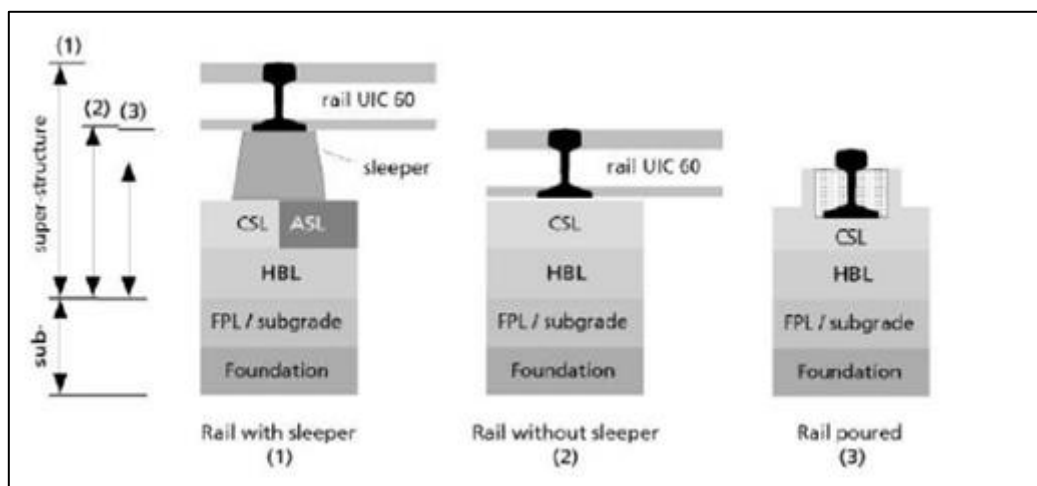 (1)
(2) (3)
super-structure
sub-
rail UIC 60
sleeper
CSL ASL
HBL
FPL / subgrade
Foundation
Rail with sleeper
(1)
rail UIC 60
CSL
HBL
FPL / subgrade
Foundation
Rail without sleeper
(2)
CSL
HBL
FPL / subgrade
Foundation
Rail poured
(3)